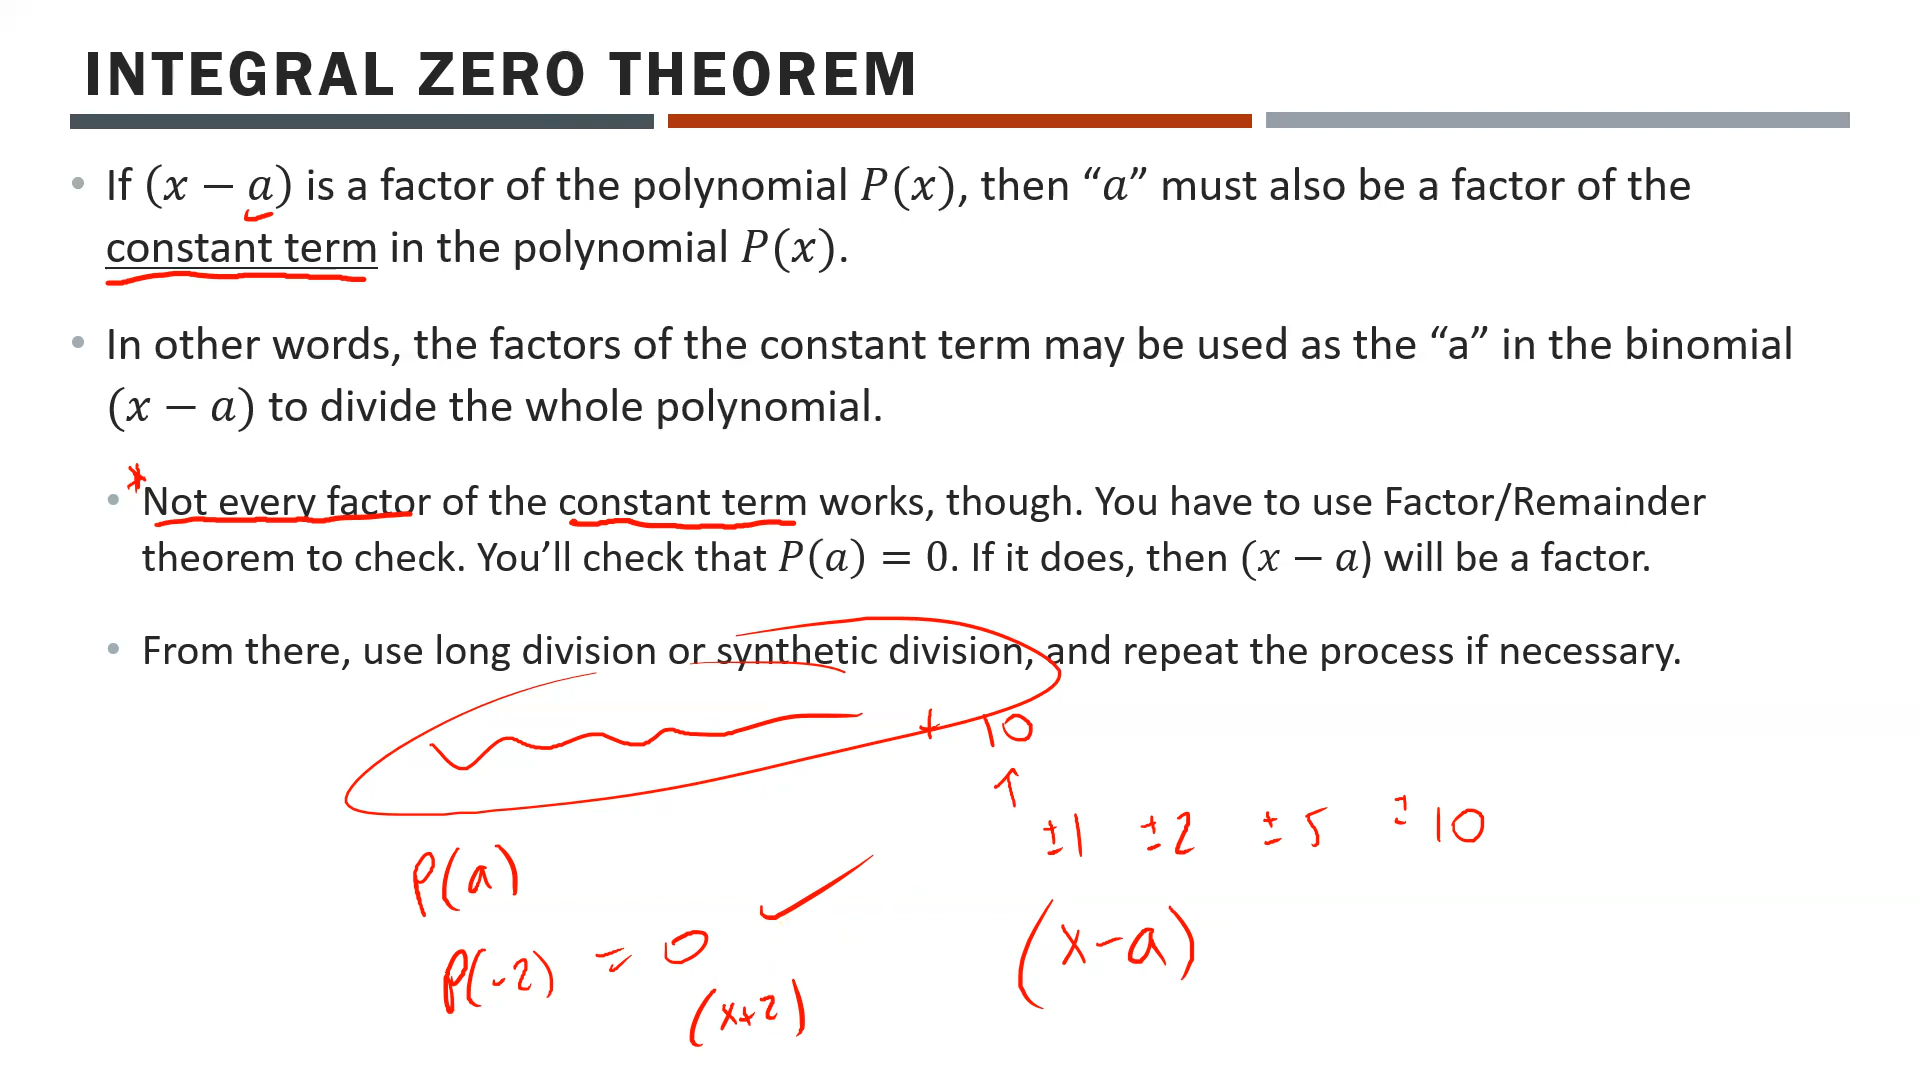 INTEGRAL ZERO THEOREM
• If (x − a) is a factor of the polynomial P(x), then “a” must also be a factor of the
constant term in the polynomial P(x).
• In other words, the factors of the constant term may be used as the “a” in the binomial
(x − a) to divide the whole polynomial.
• *Not every factor of the constant term works, though. You have to use Factor/Remainder
theorem to check. You’ll check that P(a) = 0. If it does, then (x − a) will be a factor.
• From there, use long division or synthetic division, and repeat the process if necessary.
+ 10
↑
±1 ±2 ±5 ±10
P(a)
(x-a)
P(-2) = 0 ✓
(x+2)